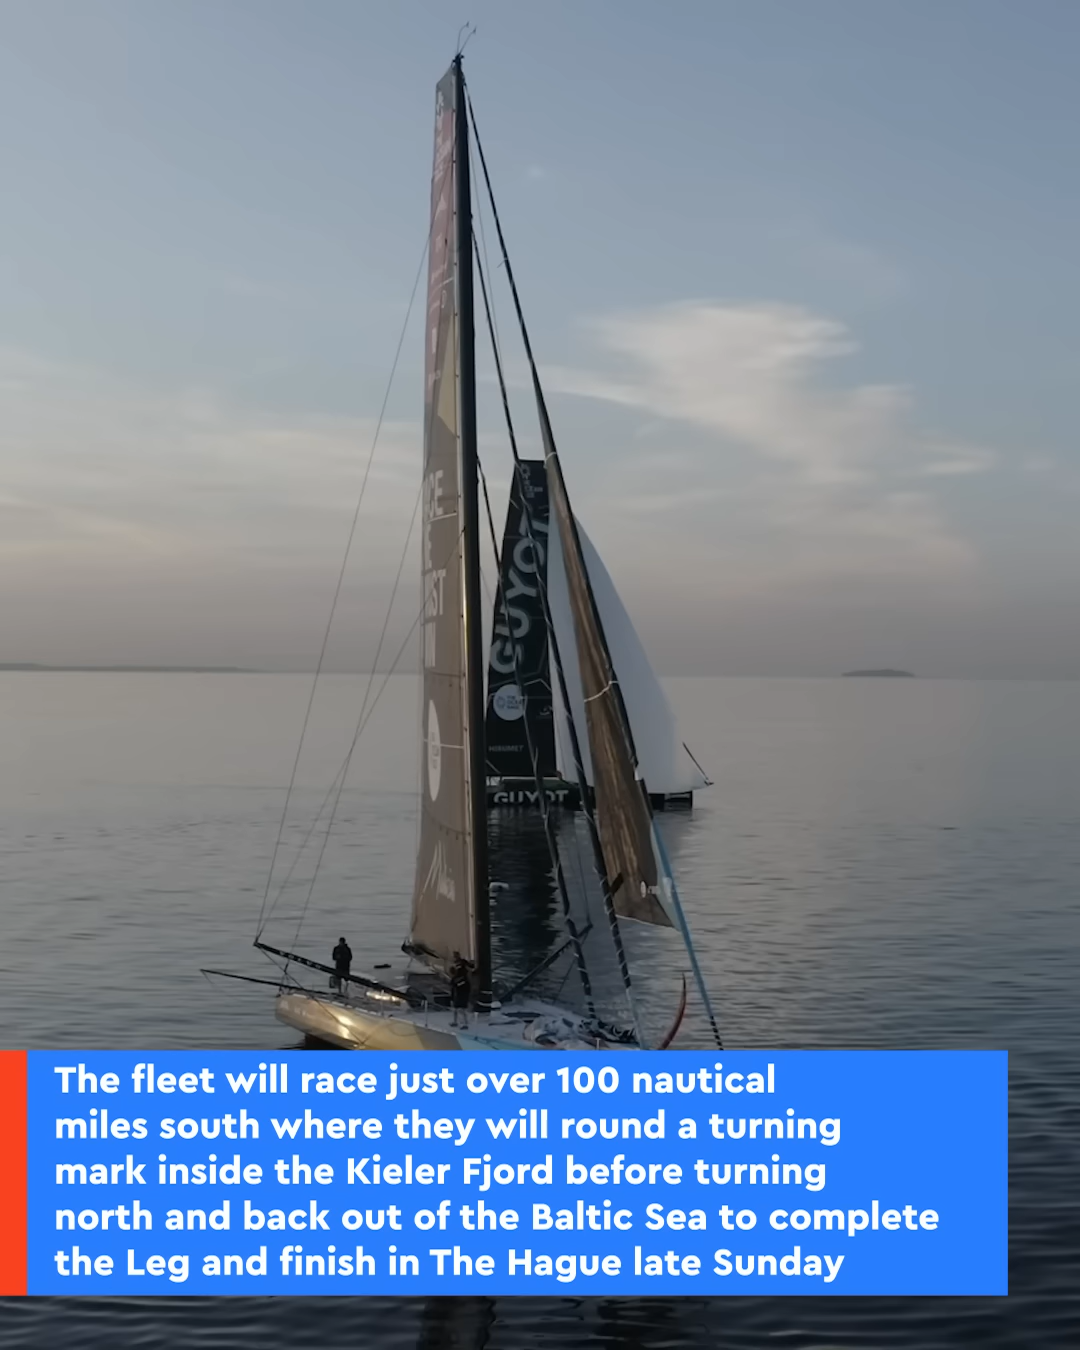 GUYOT
GUYOT
The fleet will race just over 100 nautical
miles south where they will round a turning
mark inside the Kieler Fjord before turning
north and back out of the Baltic Sea to complete
the Leg and finish in The Hague late Sunday